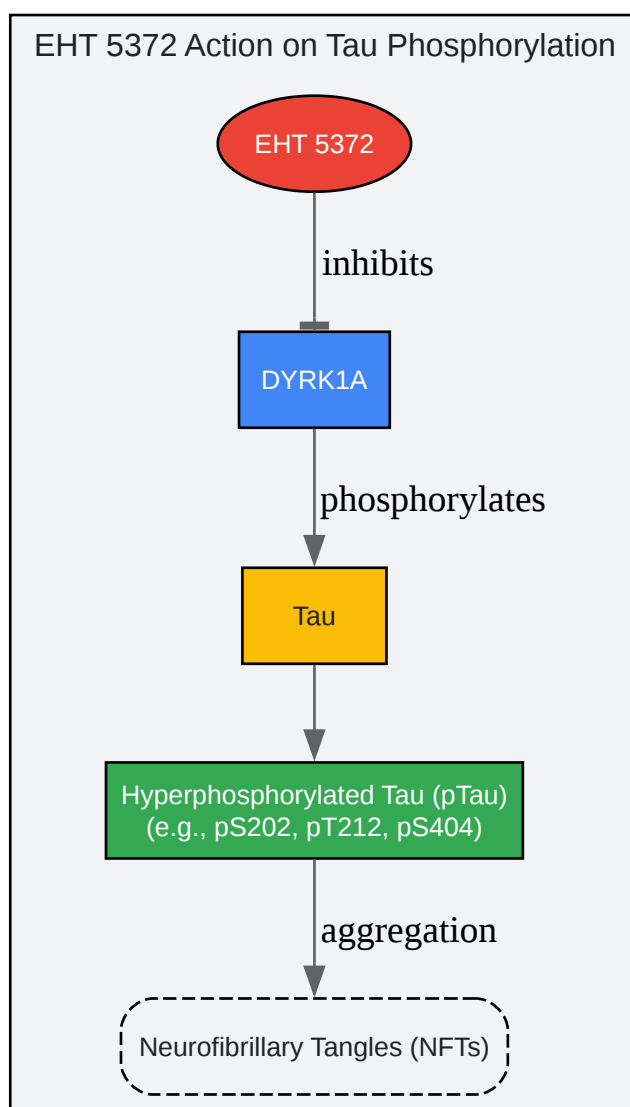 EHT 5372 Action on Tau Phosphorylation
EHT 5372
inhibits
DYRK1A
phosphorylates
Tau
Hyperphosphorylated Tau (pTau)
(e.g., pS202, pT212, pS404)
aggregation
Neurofibrillary Tangles (NFTs)